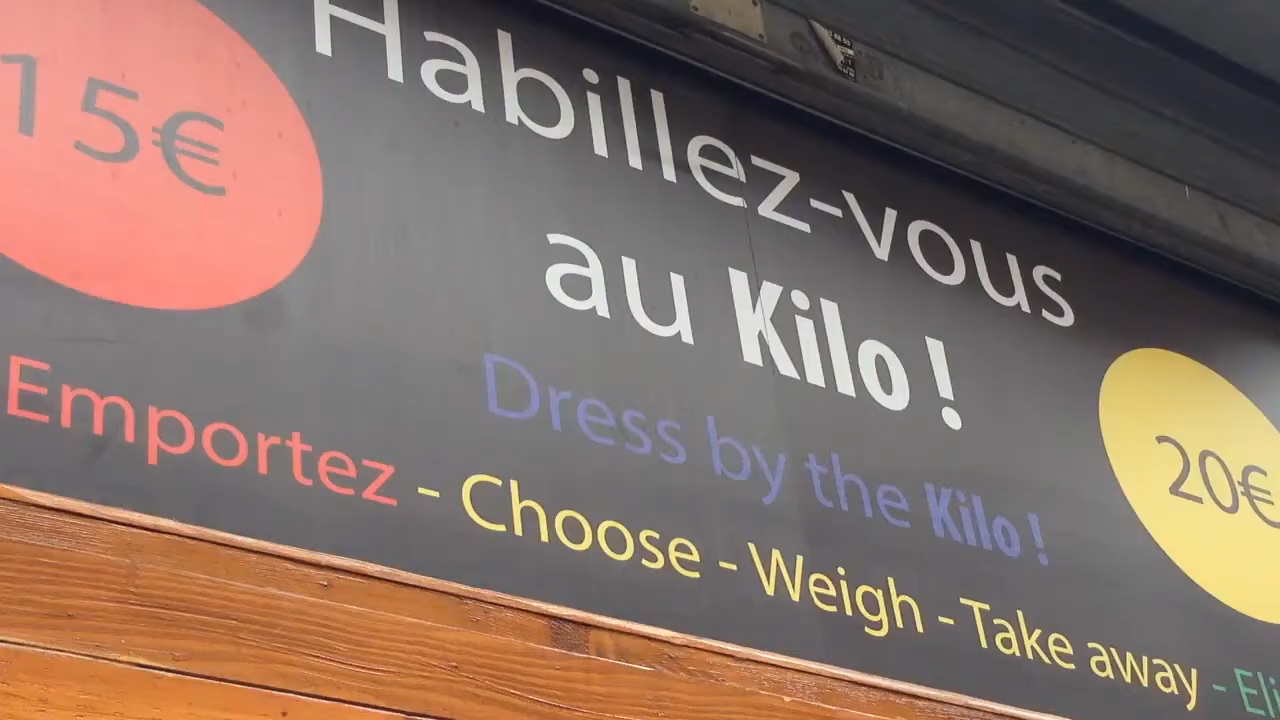 15€
Habillez-vous
au Kilo !
Dress by the Kilo !
20€
Emportez - Choose - Weigh - Take away -